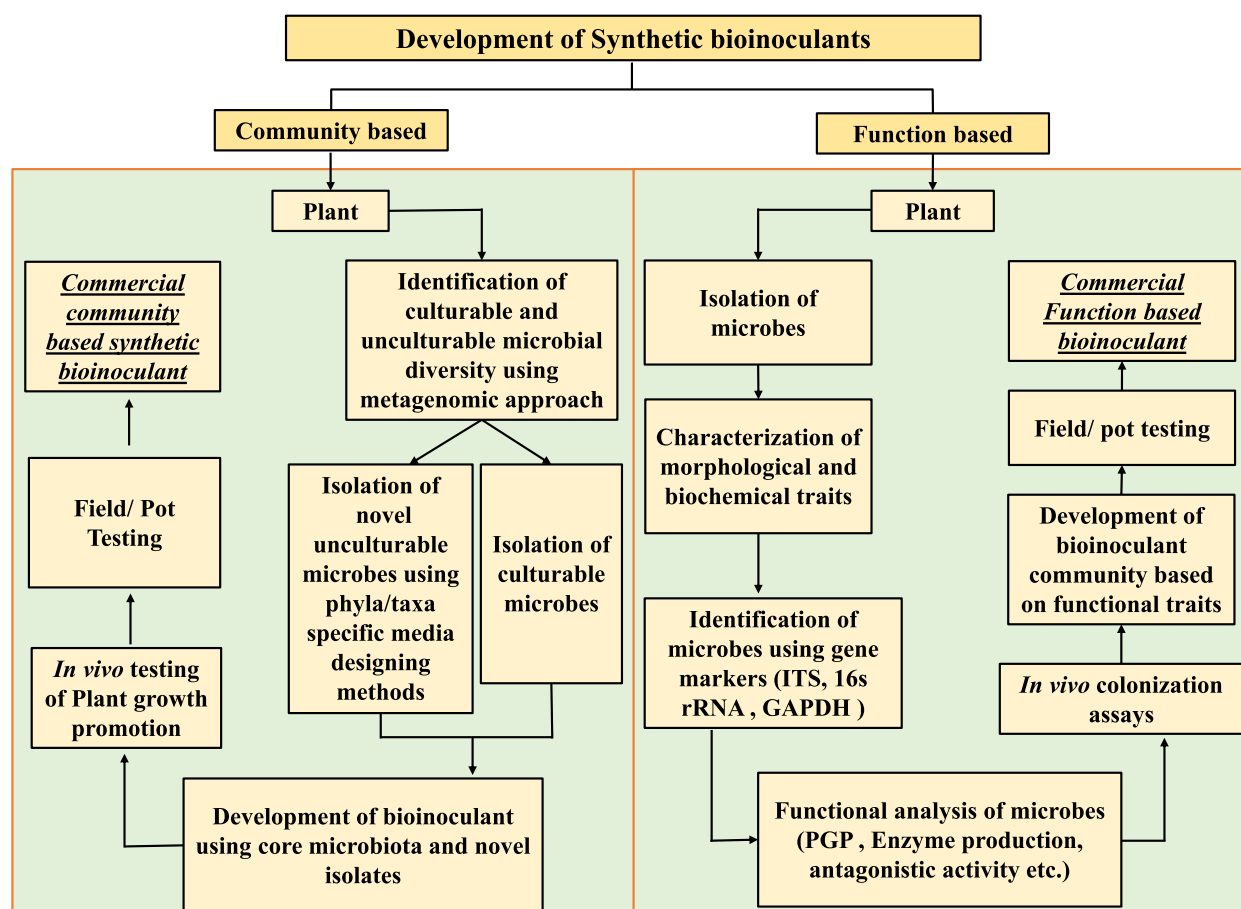 Development of Synthetic bioinoculants
Community based
Function based
Plant
Plant
Identification of
culturable and
unculturable microbial
diversity using
metagenomic approach
Isolation of
novel
unculturable
microbes using
phyla/taxa
specific media
designing
methods
Isolation of
culturable
microbes
Development of bioinoculant
using core microbiota and novel
isolates
In vivo testing
of Plant growth
promotion
Field/ Pot
Testing
Commercial
community
based synthetic
bioinoculant
Isolation of
microbes
Characterization of
morphological and
biochemical traits
Identification of
microbes using gene
markers (ITS, 16s
rRNA , GAPDH )
Functional analysis of microbes
(PGP , Enzyme production,
antagonistic activity etc.)
In vivo colonization
assays
Development of
bioinoculant
community based
on functional traits
Field/ pot testing
Commercial
Function based
bioinoculant